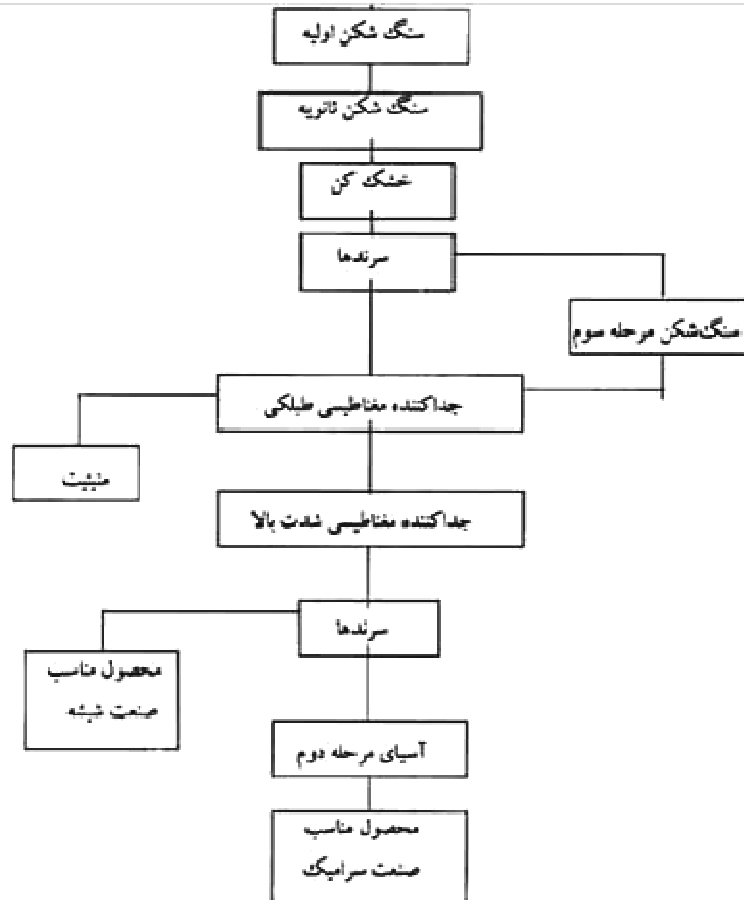 سنگ شکن اولیه
سنگ شکن ثانویه
خشک کن
سرندها
سنگ‌شکن مرحله سوم
جداکننده مغناطیسی طبلکی
جداکننده مغناطیسی شدت بالا
سرندها
محصول مناسب
صنعت شیشه
آسیای مرحله دوم
محصول مناسب
صنعت سرامیک